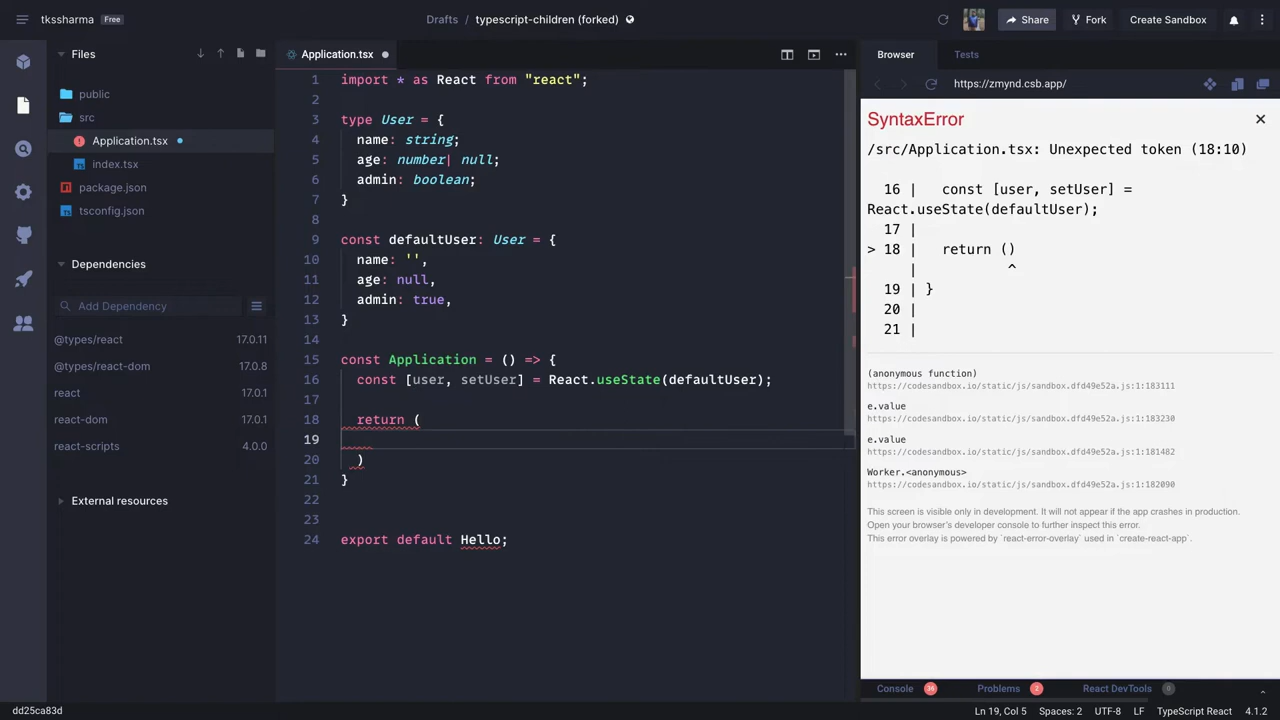 tkssharma Free
Drafts / typescript-children (forked)
Share
Fork
Create Sandbox
Files
public
src
Application.tsx
index.tsx
package.json
tsconfig.json
Dependencies
Add Dependency
@types/react 17.0.11
@types/react-dom 17.0.8
react 17.0.1
react-dom 17.0.1
react-scripts 4.0.0
External resources
dd25ca83d
Application.tsx
1 import * as React from "react";
2
3 type User = {
4 name: string;
5 age: number| null;
6 admin: boolean;
7 }
8
9 const defaultUser: User = {
10 name: '',
11 age: null,
12 admin: true,
13 }
14
15 const Application = () => {
16 const [user, setUser] = React.useState(defaultUser);
17
18 return (
19
20 )
21 }
22
23
24 export default Hello;
Browser Tests
https://zmynd.csb.app/
SyntaxError
/src/Application.tsx: Unexpected token (18:10)
16 | const [user, setUser] =
React.useState(defaultUser);
17 |
> 18 | return ()
| ^
19 | }
20 |
21 |
(anonymous function)
https://codesandbox.io/static/js/sandbox.dfd49e52a.js:1:183111
e.value
https://codesandbox.io/static/js/sandbox.dfd49e52a.js:1:183230
e.value
https://codesandbox.io/static/js/sandbox.dfd49e52a.js:1:181482
Worker.<anonymous>
https://codesandbox.io/static/js/sandbox.dfd49e52a.js:1:182090
This screen is visible only in development. It will not appear if the app crashes in production.
Open your browser's developer console to further inspect this error.
This error overlay is powered by `react-error-overlay` used in `create-react-app`.
Console 36 Problems 2 React DevTools 0
Ln 19, Col 5 Spaces: 2 UTF-8 LF TypeScript React 4.1.2